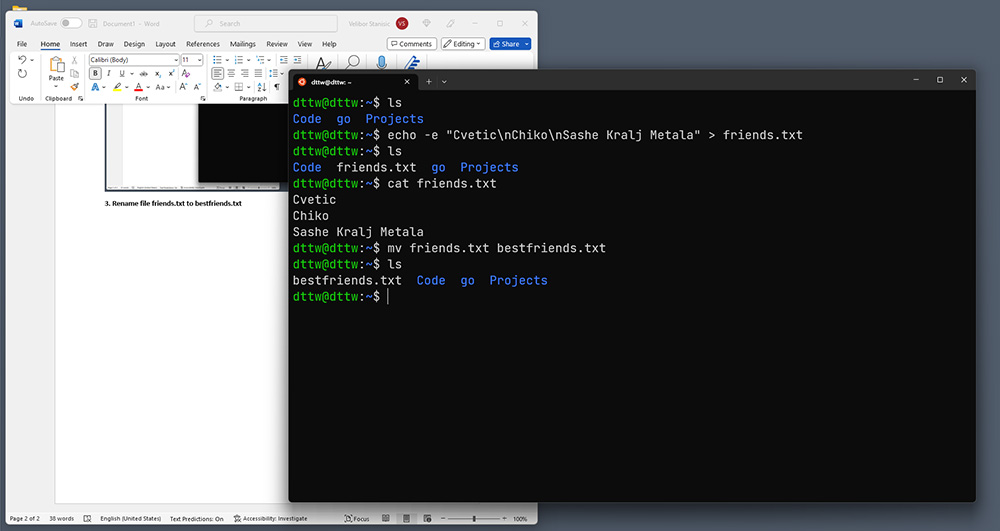 AutoSave
Document1 - Word
Search
Velibor Stanisic
VS
File Home Insert Draw Design Layout References Mailings Review View Help
Comments Editing Share
Calibri (Body) 11
Paste
B I U ab x₂ x²
A A Aa A A
Undo Clipboard Font Paragraph
3. Rename file friends.txt to bestfriends.txt
dttw@dttw: ~
dttw@dttw:~$ ls
Code go Projects
dttw@dttw:~$ echo -e "Cvetic\nChiko\nSashe Kralj Metala" > friends.txt
dttw@dttw:~$ ls
Code friends.txt go Projects
dttw@dttw:~$ cat friends.txt
Cvetic
Chiko
Sashe Kralj Metala
dttw@dttw:~$ mv friends.txt bestfriends.txt
dttw@dttw:~$ ls
bestfriends.txt Code go Projects
dttw@dttw:~$
Page 2 of 2 38 words English (United States) Text Predictions: On Accessibility: Investigate Focus 100%